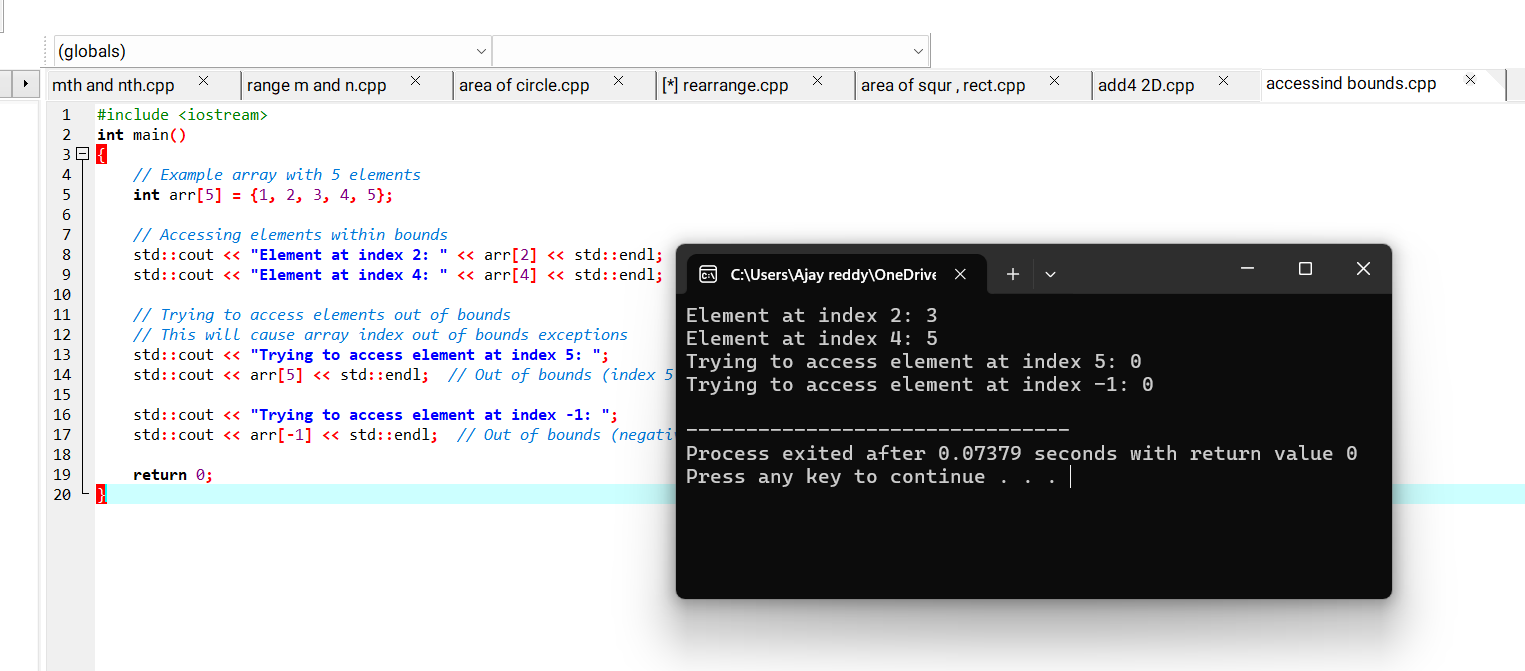 (globals)
mth and nth.cpp range m and n.cpp area of circle.cpp [*] rearrange.cpp area of squr , rect.cpp add4 2D.cpp accessind bounds.cpp
1 #include <iostream>
2 int main()
3 {
4 // Example array with 5 elements
5 int arr[5] = {1, 2, 3, 4, 5};
6
7 // Accessing elements within bounds
8 std::cout << "Element at index 2: " << arr[2] << std::endl;
9 std::cout << "Element at index 4: " << arr[4] << std::endl;
10
11 // Trying to access elements out of bounds
12 // This will cause array index out of bounds exceptions
13 std::cout << "Trying to access element at index 5: ";
14 std::cout << arr[5] << std::endl; // Out of bounds (index 5
15
16 std::cout << "Trying to access element at index -1: ";
17 std::cout << arr[-1] << std::endl; // Out of bounds (negati
18
19 return 0;
20 }
C:\Users\Ajay reddy\OneDrive
Element at index 2: 3
Element at index 4: 5
Trying to access element at index 5: 0
Trying to access element at index -1: 0
--------------------------------
Process exited after 0.07379 seconds with return value 0
Press any key to continue . . .